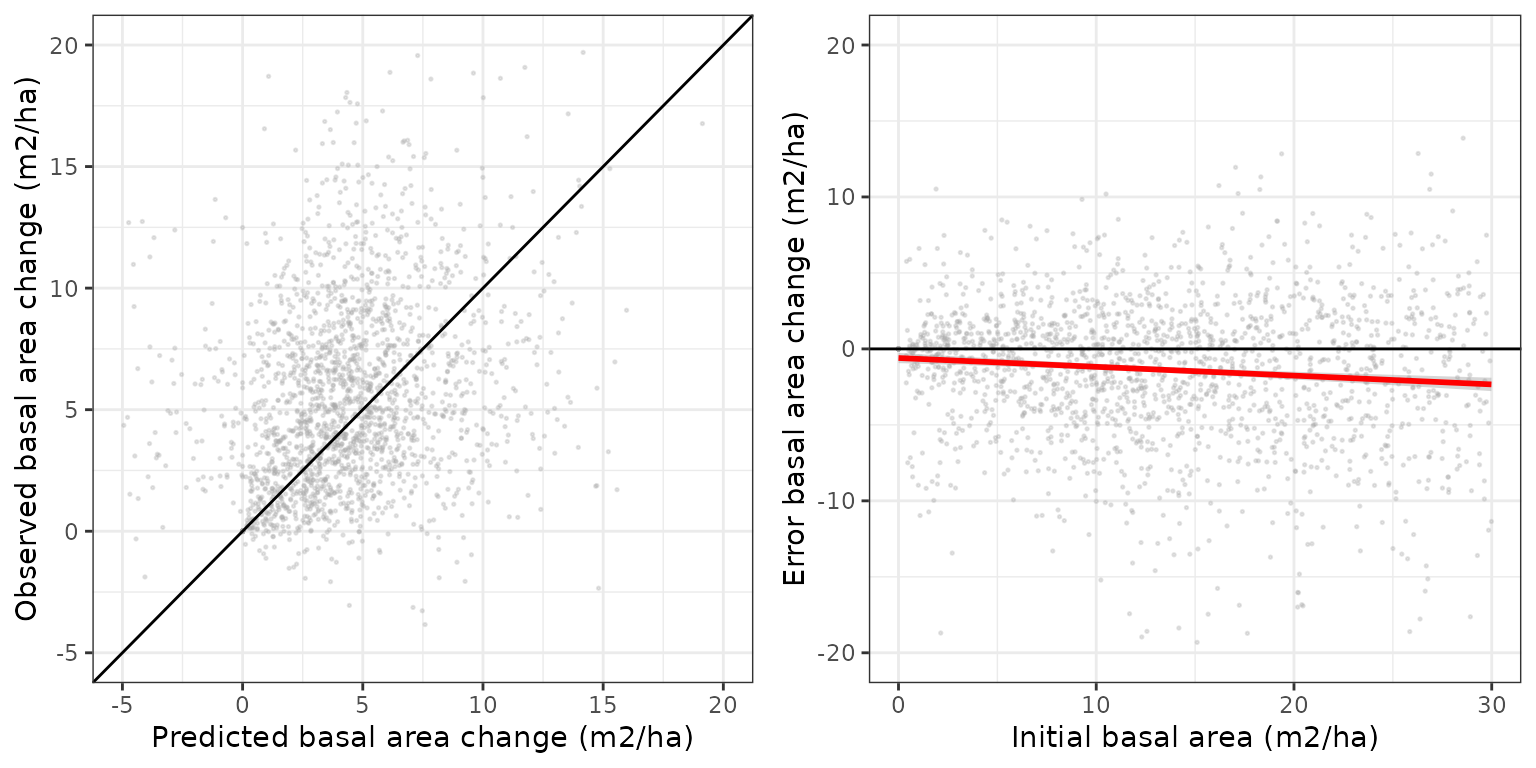 20
15
10
5
0
-5
Observed basal area change (m2/ha)
-5 0 5 10 15 20
Predicted basal area change (m2/ha)
20
10
0
-10
-20
Error basal area change (m2/ha)
0 10 20 30
Initial basal area (m2/ha)